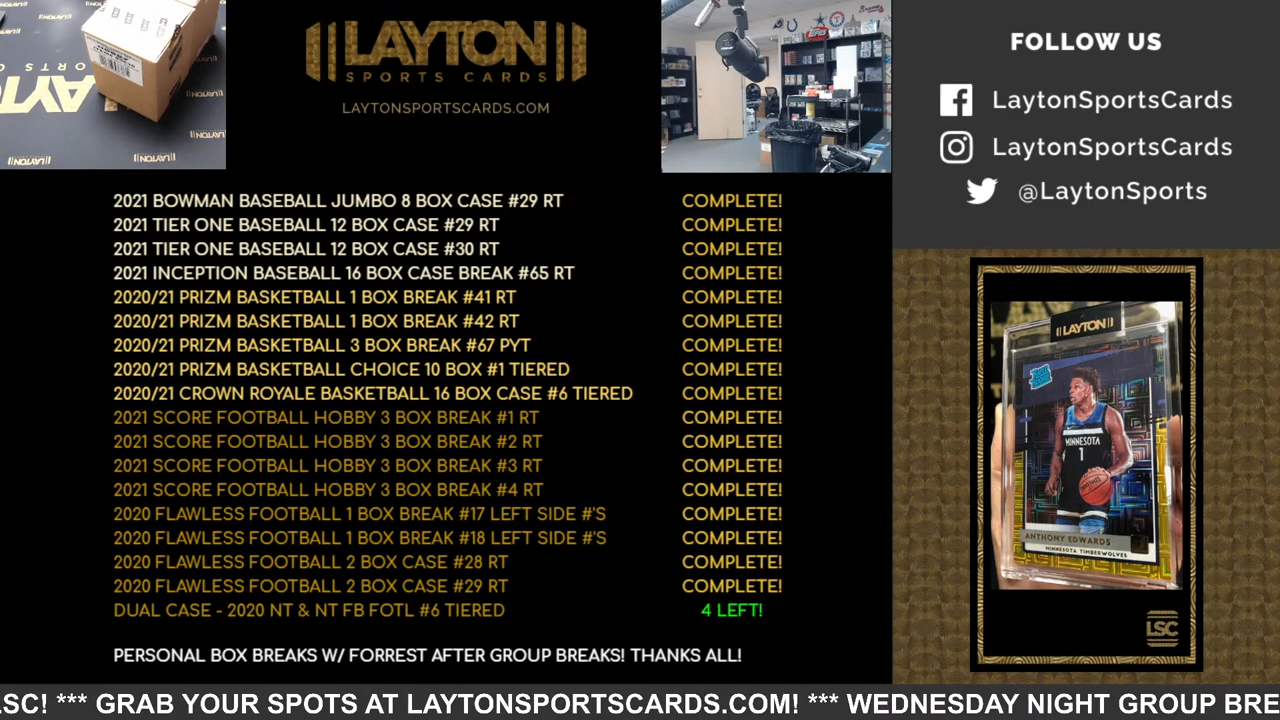 LAYTON
SPORTS CARDS
LAYTONSPORTSCARDS.COM
2021 BOWMAN BASEBALL JUMBO 8 BOX CASE #29 RT COMPLETE!
2021 TIER ONE BASEBALL 12 BOX CASE #29 RT COMPLETE!
2021 TIER ONE BASEBALL 12 BOX CASE #30 RT COMPLETE!
2021 INCEPTION BASEBALL 16 BOX CASE BREAK #65 RT COMPLETE!
2020/21 PRIZM BASKETBALL 1 BOX BREAK #41 RT COMPLETE!
2020/21 PRIZM BASKETBALL 1 BOX BREAK #42 RT COMPLETE!
2020/21 PRIZM BASKETBALL 3 BOX BREAK #67 PYT COMPLETE!
2020/21 PRIZM BASKETBALL CHOICE 10 BOX #1 TIERED COMPLETE!
2020/21 CROWN ROYALE BASKETBALL 16 BOX CASE #6 TIERED COMPLETE!
2021 SCORE FOOTBALL HOBBY 3 BOX BREAK #1 RT COMPLETE!
2021 SCORE FOOTBALL HOBBY 3 BOX BREAK #2 RT COMPLETE!
2021 SCORE FOOTBALL HOBBY 3 BOX BREAK #3 RT COMPLETE!
2021 SCORE FOOTBALL HOBBY 3 BOX BREAK #4 RT COMPLETE!
2020 FLAWLESS FOOTBALL 1 BOX BREAK #17 LEFT SIDE #'S COMPLETE!
2020 FLAWLESS FOOTBALL 1 BOX BREAK #18 LEFT SIDE #'S COMPLETE!
2020 FLAWLESS FOOTBALL 2 BOX CASE #28 RT COMPLETE!
2020 FLAWLESS FOOTBALL 2 BOX CASE #29 RT COMPLETE!
DUAL CASE - 2020 NT & NT FB FOTL #6 TIERED 4 LEFT!
PERSONAL BOX BREAKS W/ FORREST AFTER GROUP BREAKS! THANKS ALL!
FOLLOW US
LaytonSportsCards
LaytonSportsCards
@LaytonSports
LAYTON
MINNESOTA
1
ANTHONY EDWARDS
MINNESOTA TIMBERWOLVES
LSC
LSC! *** GRAB YOUR SPOTS AT LAYTONSPORTSCARDS.COM! *** WEDNESDAY NIGHT GROUP BRE